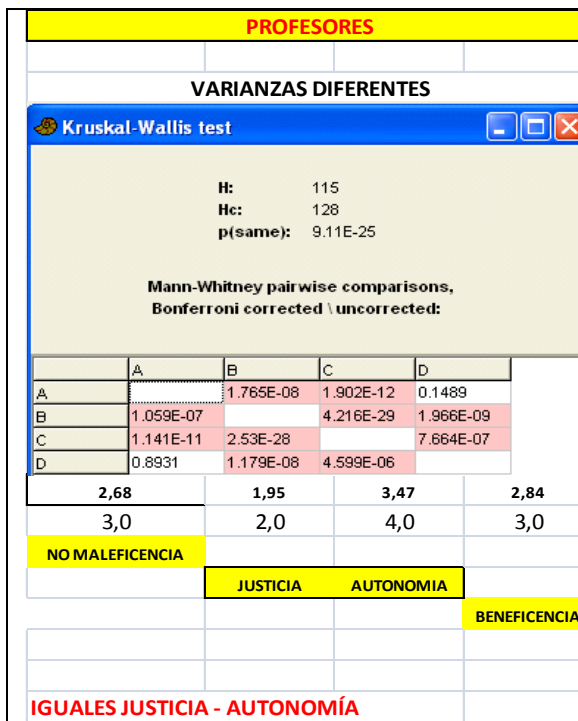 PROFESORES
VARIANZAS DIFERENTES
Kruskal-Wallis test
H: 115
Hc: 128
p(same): 9.11E-25
Mann-Whitney pairwise comparisons,
Bonferroni corrected \ uncorrected:
A B C D
A 1.765E-08 1.902E-12 0.1489
B 1.059E-07 4.216E-29 1.966E-09
C 1.141E-11 2.53E-28 7.664E-07
D 0.8931 1.179E-08 4.599E-06
2,68 1,95 3,47 2,84
3,0 2,0 4,0 3,0
NO MALEFICENCIA
JUSTICIA AUTONOMIA
BENEFICENCIA
IGUALES JUSTICIA - AUTONOMÍA